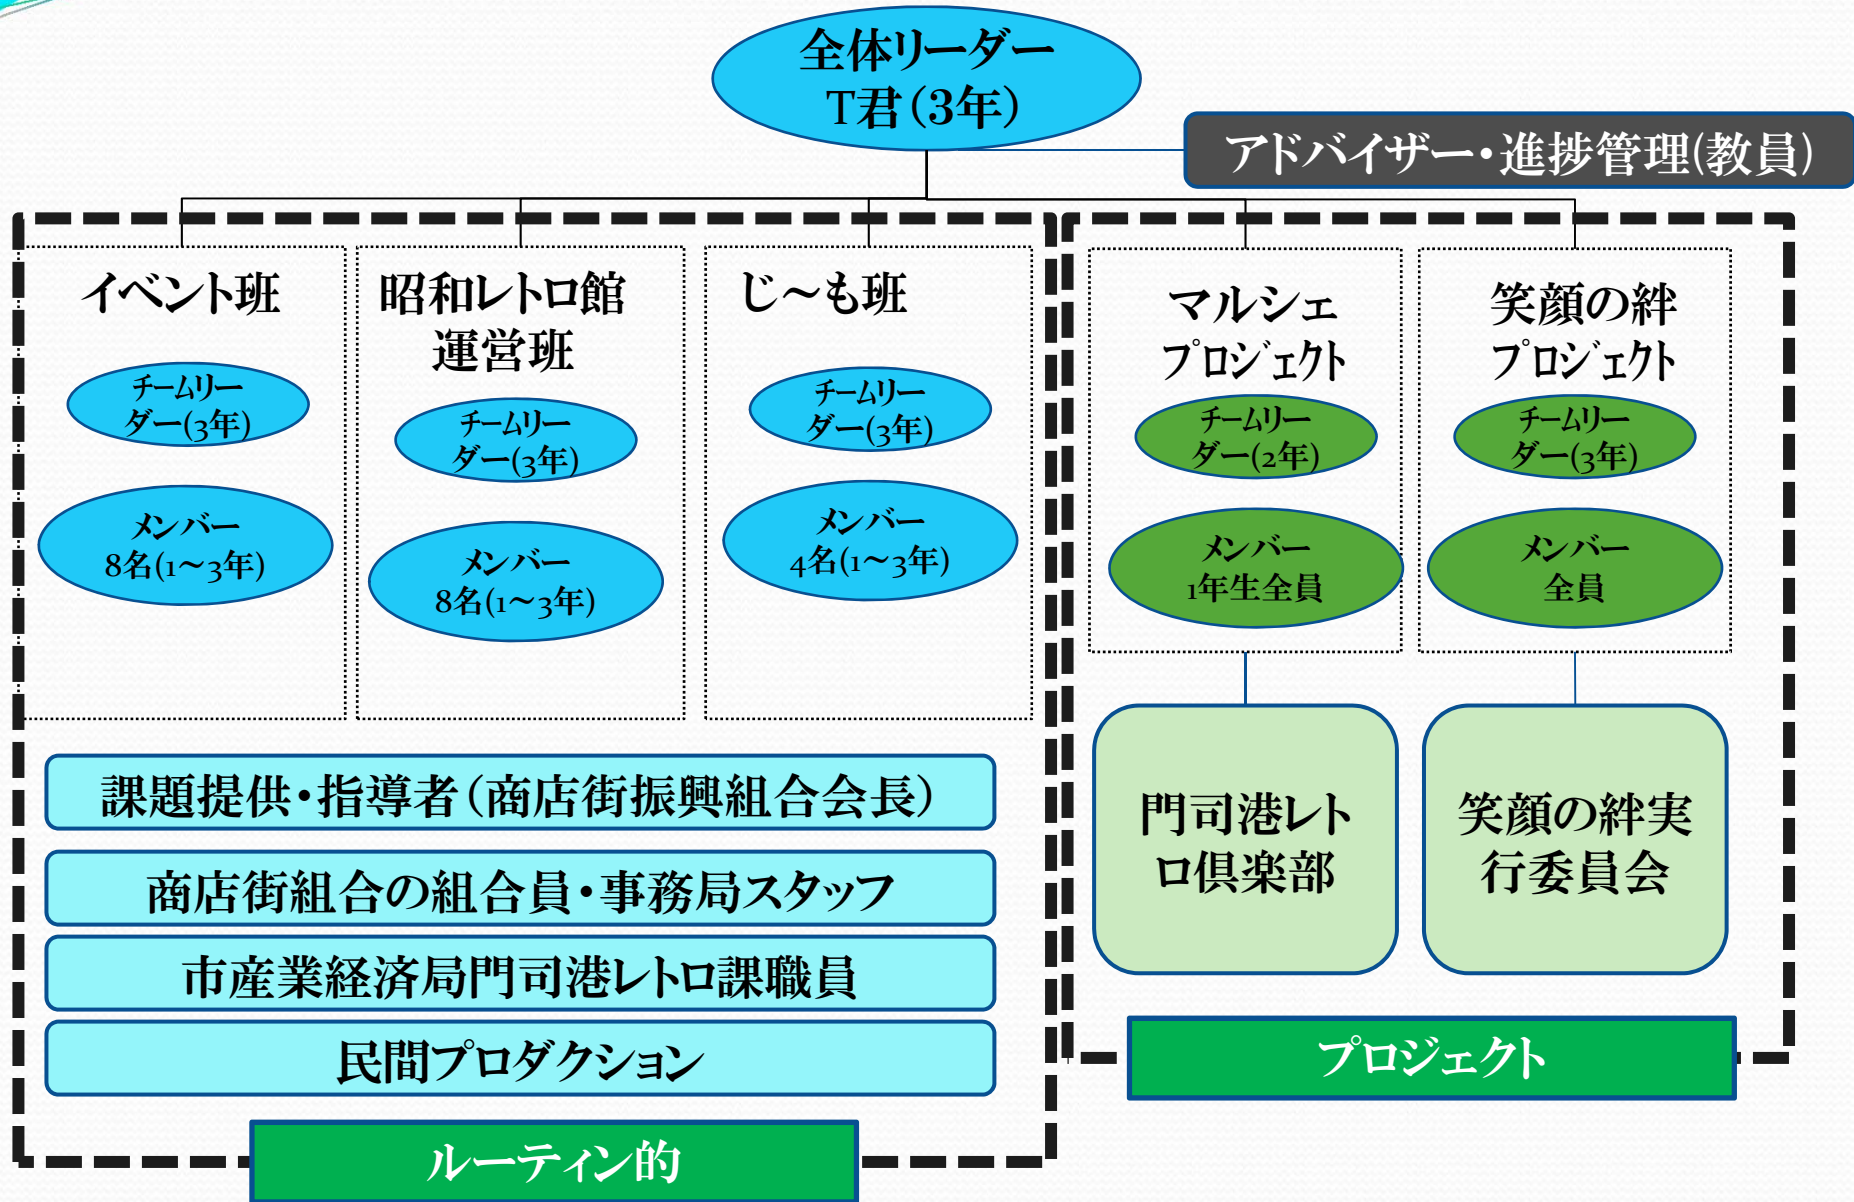 全体リーダー
T君(3年)
アドバイザー・進捗管理(教員)
イベント班
チームリー
ダー(3年)
メンバー
8名(1～3年)
昭和レトロ館
運営班
チームリー
ダー(3年)
メンバー
8名(1～3年)
じ～も班
チームリー
ダー(3年)
メンバー
4名(1～3年)
マルシェ
プロジェクト
チームリー
ダー(2年)
メンバー
1年生全員
笑顔の絆
プロジェクト
チームリー
ダー(3年)
メンバー
全員
課題提供・指導者(商店街振興組合会長)
商店街組合の組合員・事務局スタッフ
市産業経済局門司港レトロ課職員
民間プロダクション
ルーティン的
門司港レト
ロ倶楽部
笑顔の絆実
行委員会
プロジェクト